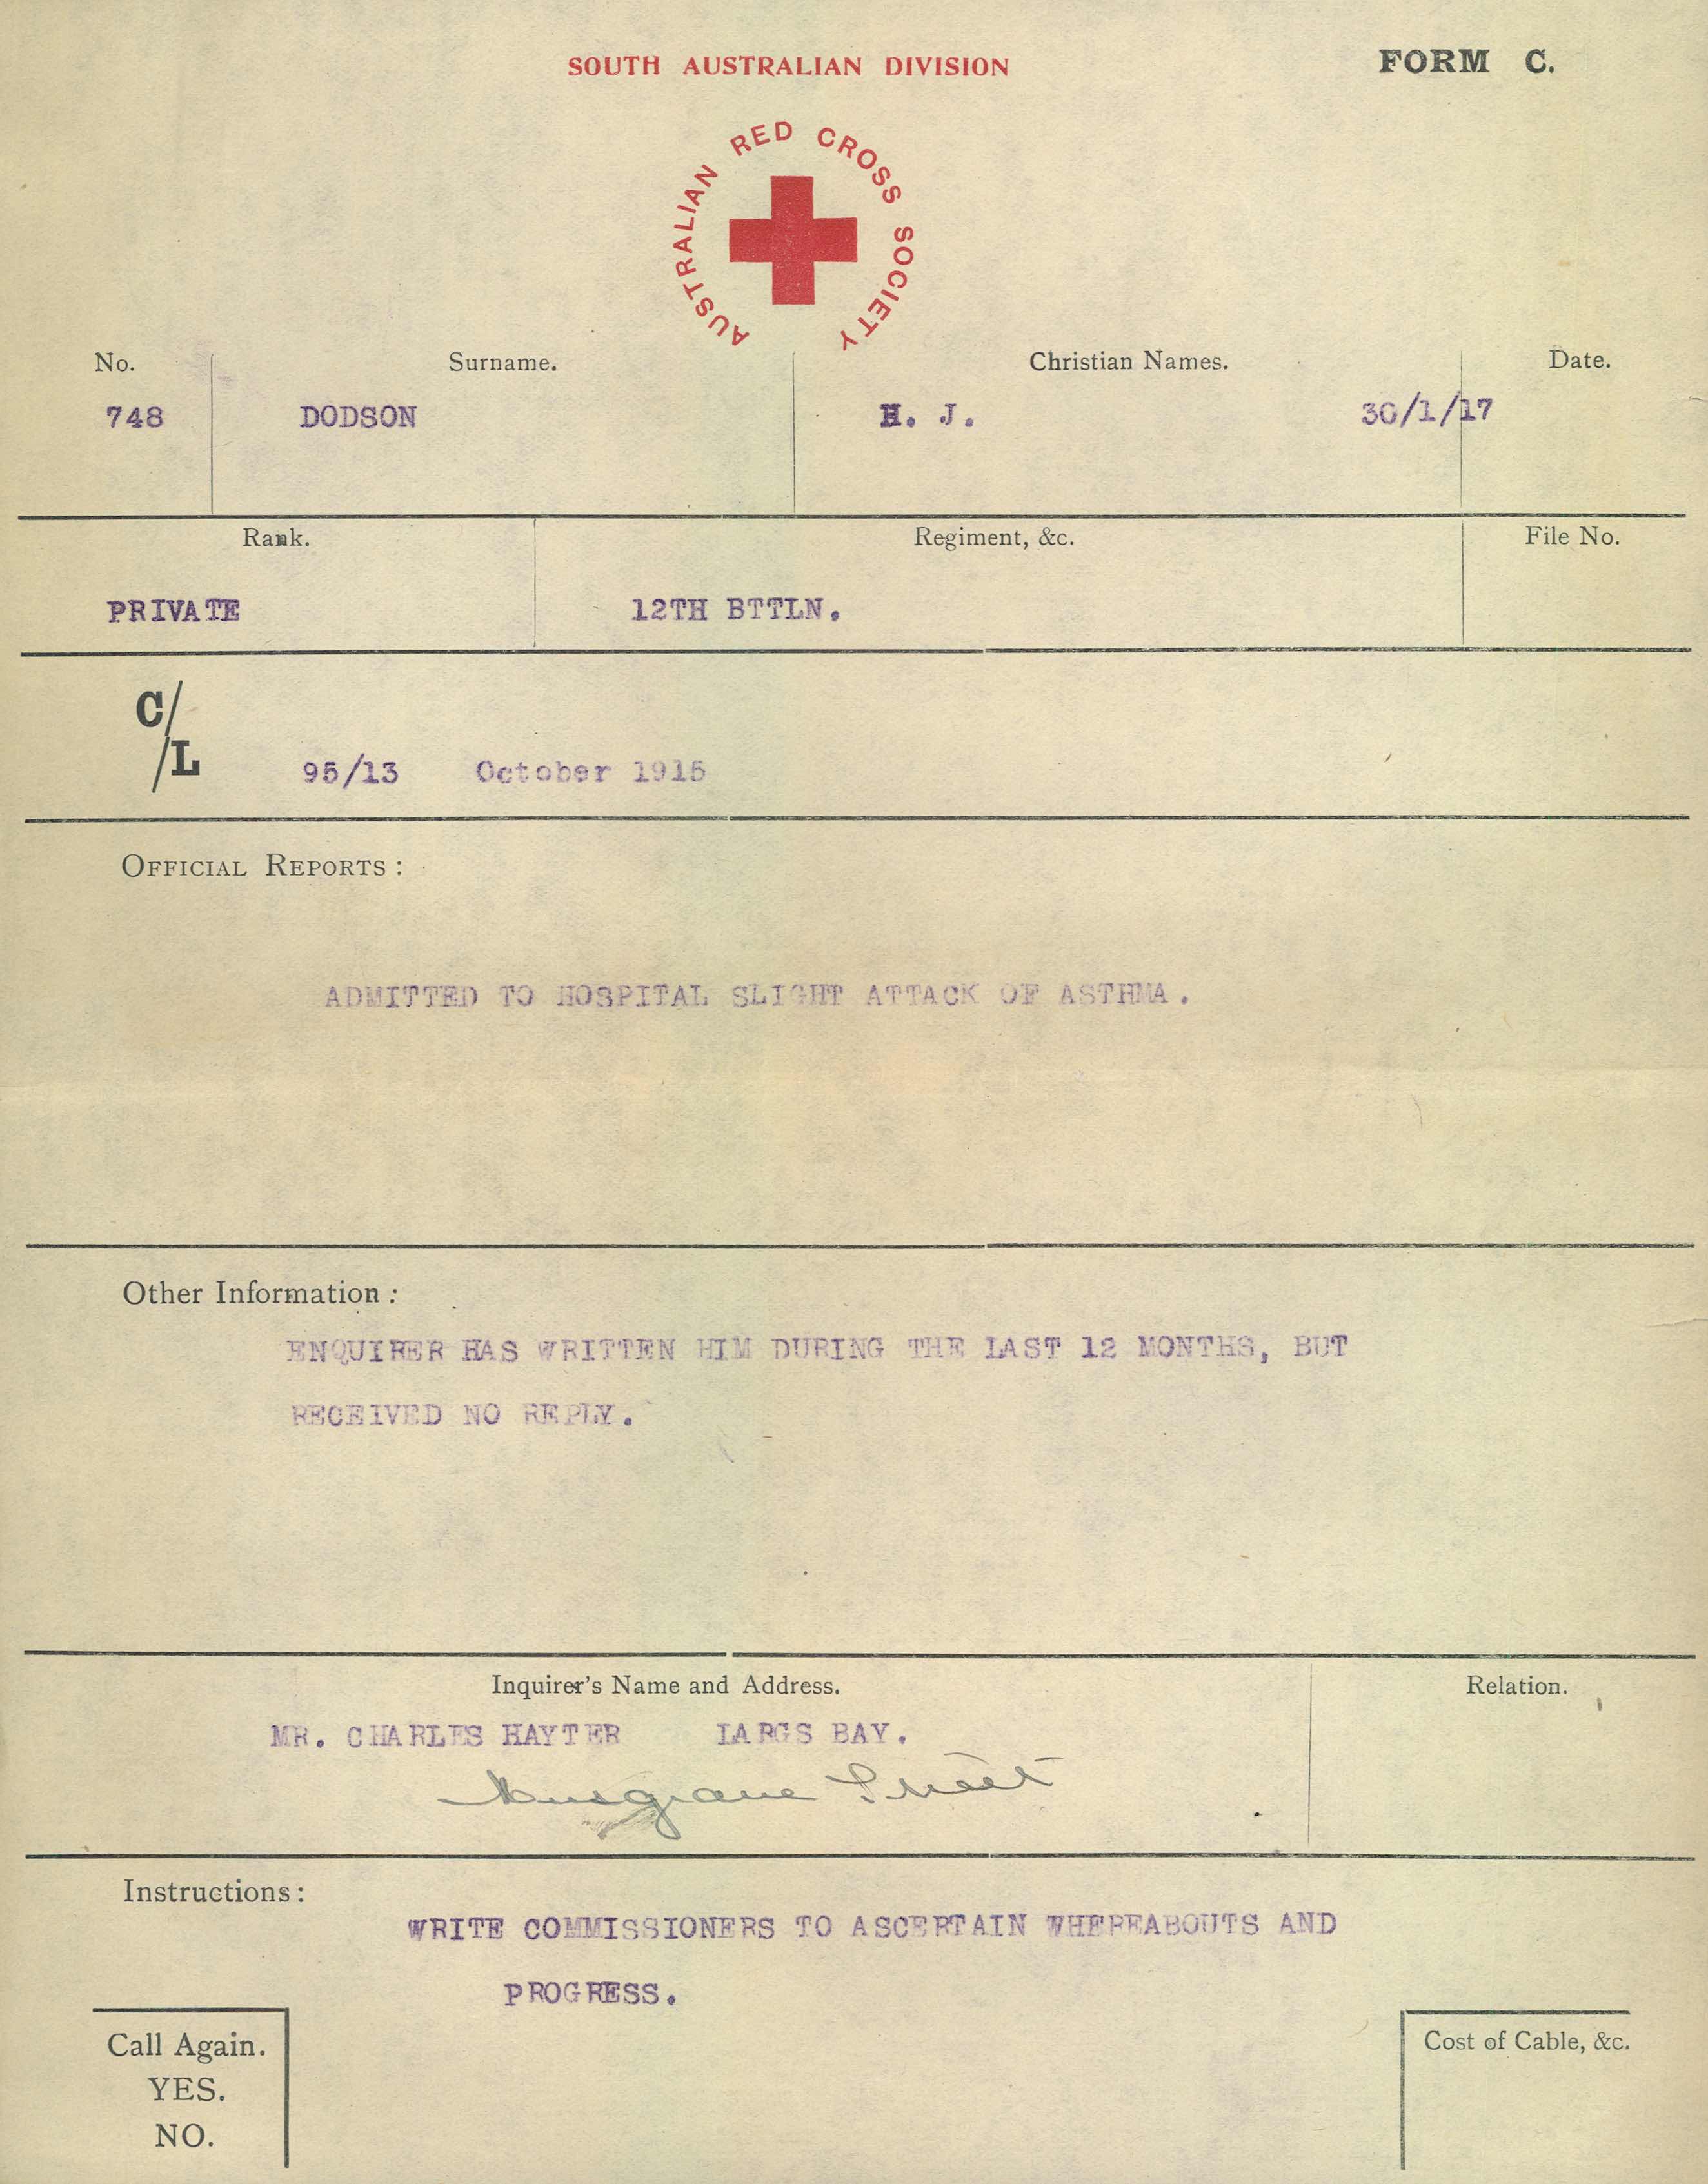 SOUTH AUSTRALIAN DIVISION
FORM C.
AUSTRALIAN RED CROSS SOCIETY
No. Surname. Christian Names. Date.
748 DODSON H. J. 30/1/17
Rank. Regiment, &c. File No.
PRIVATE 12TH BTTLN.
C/
/L 95/13 October 1915
OFFICIAL REPORTS :
ADMITTED TO HOSPITAL SLIGHT ATTACK OF ASTHMA.
Other Information :
ENQUIRER HAS WRITTEN HIM DURING THE LAST 12 MONTHS, BUT
RECEIVED NO REPLY.
Inquirer's Name and Address. Relation.
MR. CHARLES HAYTER LARGS BAY.
Musgrave Street
Instructions :
WRITE COMMISSIONERS TO ASCERTAIN WHEREABOUTS AND
PROGRESS.
Call Again.
YES.
NO.
Cost of Cable, &c.